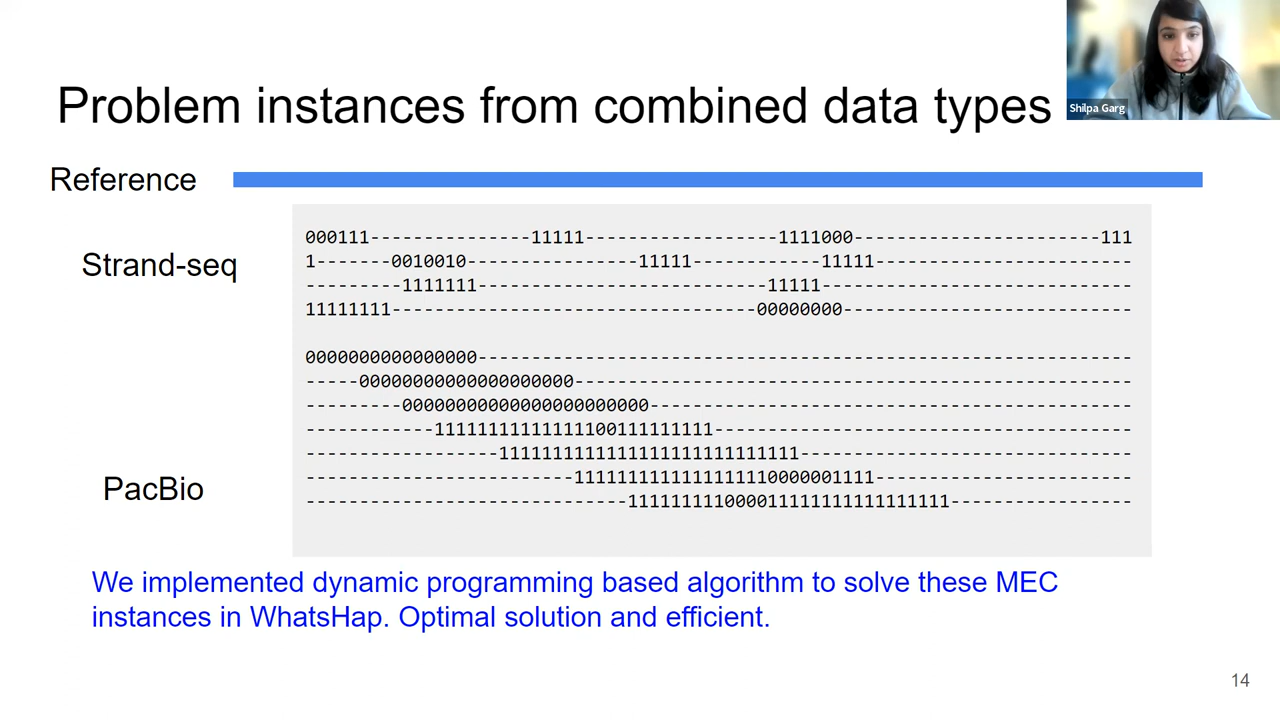 Shilpa Garg
Problem instances from combined data types
Reference
Strand-seq
000111---------------11111------------------1111000-----------------------111
1-------0010010----------------11111------------11111------------------------
---------1111111---------------------------11111-----------------------------
11111111----------------------------------00000000---------------------------
PacBio
0000000000000000-------------------------------------------------------------
-----00000000000000000000----------------------------------------------------
---------00000000000000000000000---------------------------------------------
------------11111111111111100111111111---------------------------------------
------------------1111111111111111111111111111-------------------------------
-------------------------1111111111111111110000001111------------------------
------------------------------111111111000011111111111111111-----------------
We implemented dynamic programming based algorithm to solve these MEC
instances in WhatsHap. Optimal solution and efficient.
14